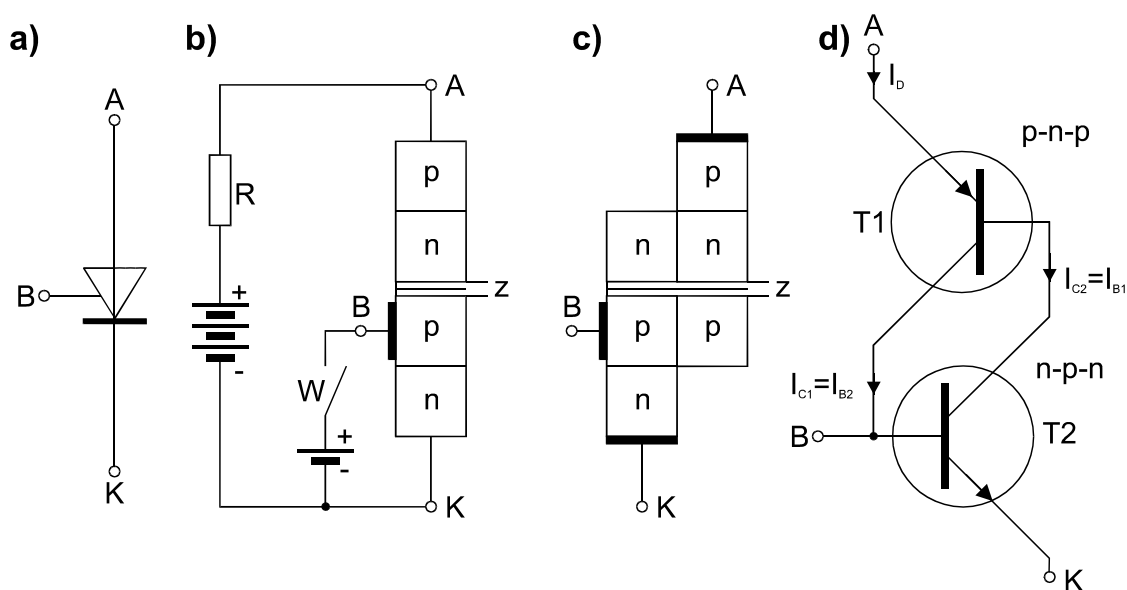 a)
A
B
K
b)
A
R
+
-
p
n
z
B
p
n
W
+
-
K
c)
A
p
n n
z
B
p p
n
K
d)
A
I_D
p-n-p
T1
I_C2=I_B1
I_C1=I_B2
n-p-n
B
T2
K